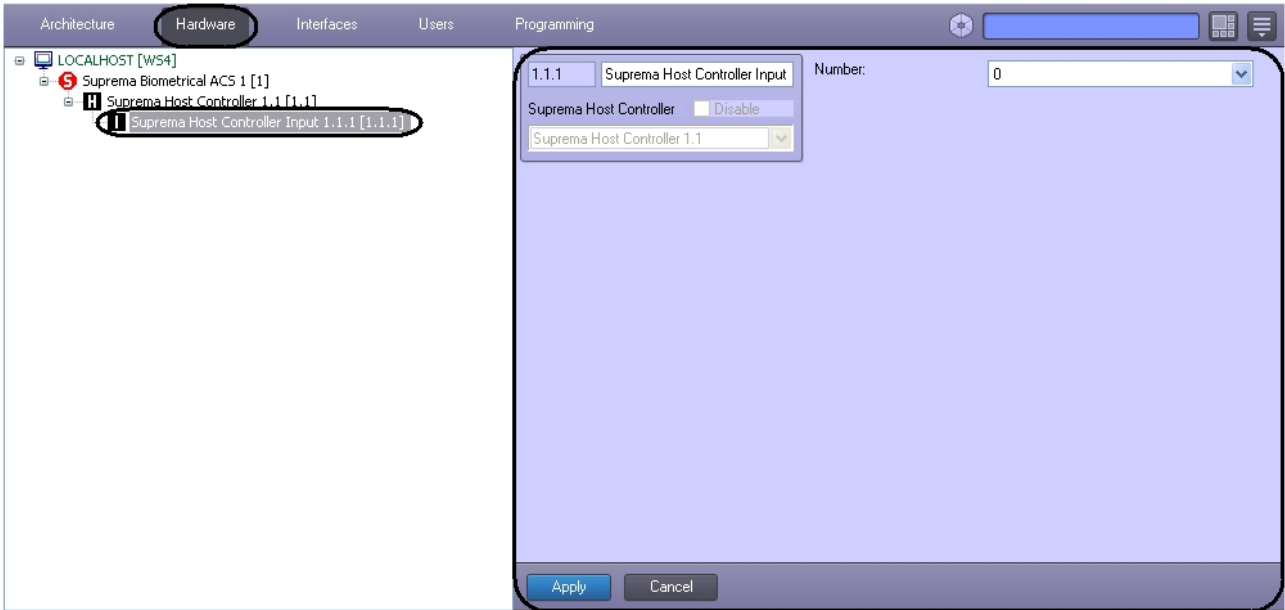 Architecture Hardware Interfaces Users Programming
LOCALHOST [WS4]
S Suprema Biometrical ACS 1 [1]
H Suprema Host Controller 1.1 [1.1]
I Suprema Host Controller Input 1.1.1 [1.1.1]
1.1.1 Suprema Host Controller Input
Suprema Host Controller Disable
Suprema Host Controller 1.1
Number: 0
Apply Cancel